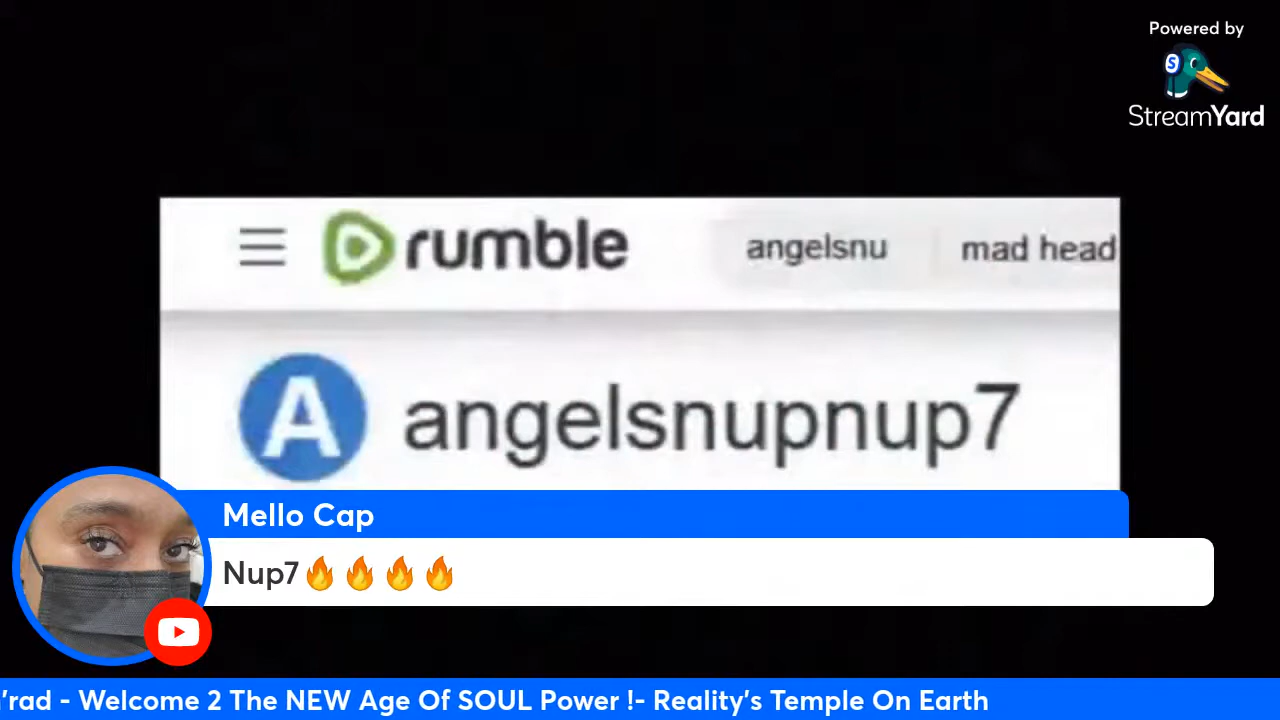 Powered by
StreamYard
rumble angelsnu mad head
A angelsnupnup7
Mello Cap
Nup7🔥🔥🔥🔥
'rad - Welcome 2 The NEW Age Of SOUL Power !- Reality's Temple On Earth